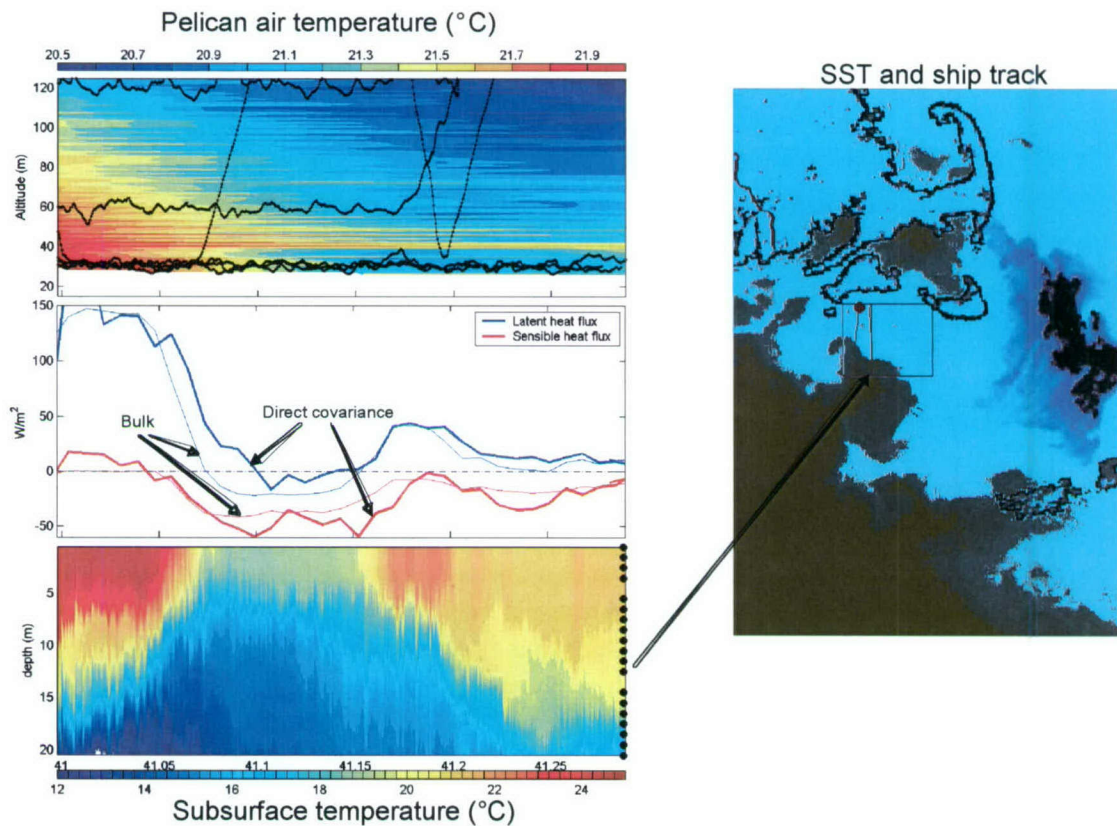 Pelican air temperature (°C)
20.5 20.7 20.9 21.1 21.3 21.5 21.7 21.9
120
100
80
60
40
20
Altitude (m)
150
100
50
0
-50
W/m²
Latent heat flux
Sensible heat flux
Bulk
Direct covariance
5
10
15
20
depth (m)
41 41.05 41.1 41.15 41.2 41.25
12 14 16 18 20 22 24
Subsurface temperature (°C)
SST and ship track